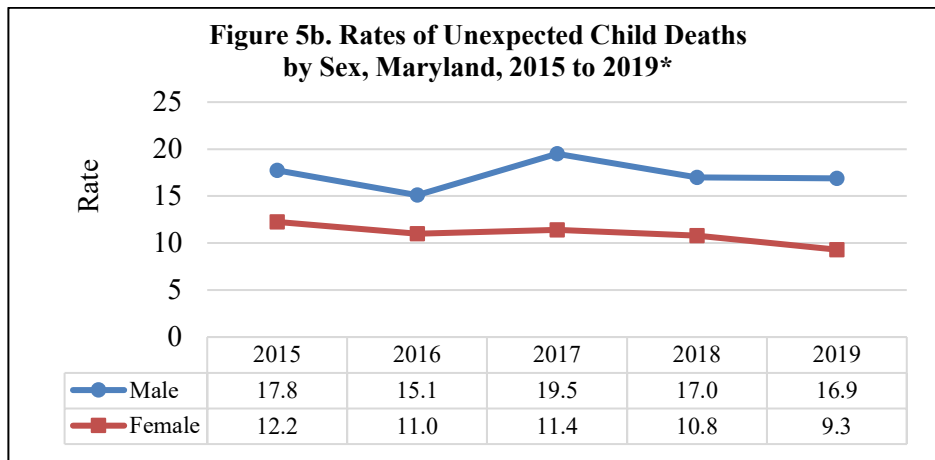 Figure 5b. Rates of Unexpected Child Deaths
by Sex, Maryland, 2015 to 2019*
Rate
25
20
15
10
5
0
2015 2016 2017 2018 2019
Male 17.8 15.1 19.5 17.0 16.9
Female 12.2 11.0 11.4 10.8 9.3